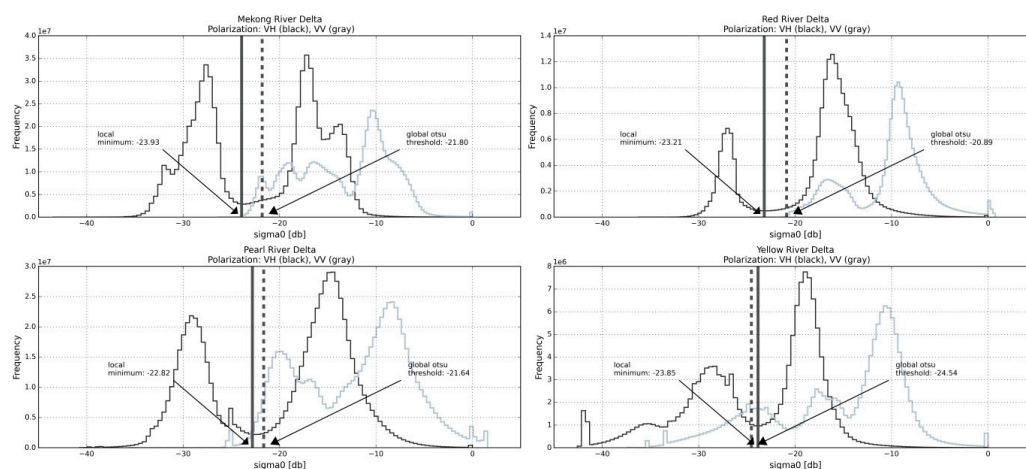 Mekong River Delta
Polarization: VH (black), VV (gray)
1e7
4.0
3.5
3.0
2.5
2.0
1.5
1.0
0.5
0.0
Frequency
local
minimum: -23.93
global otsu
threshold: -21.80
−40 −30 −20 −10 0
sigma0 [db]
Red River Delta
Polarization: VH (black), VV (gray)
1e7
1.4
1.2
1.0
0.8
0.6
0.4
0.2
0.0
Frequency
local
minimum: -23.21
global otsu
threshold: -20.89
−40 −30 −20 −10 0
sigma0 [db]
Pearl River Delta
Polarization: VH (black), VV (gray)
1e7
3.0
2.5
2.0
1.5
1.0
0.5
0.0
Frequency
local
minimum: -22.82
global otsu
threshold: -21.64
−40 −30 −20 −10 0
sigma0 [db]
Yellow River Delta
Polarization: VH (black), VV (gray)
1e6
8
7
6
5
4
3
2
1
0
Frequency
local
minimum: -23.85
global otsu
threshold: -24.54
−40 −30 −20 −10 0
sigma0 [db]